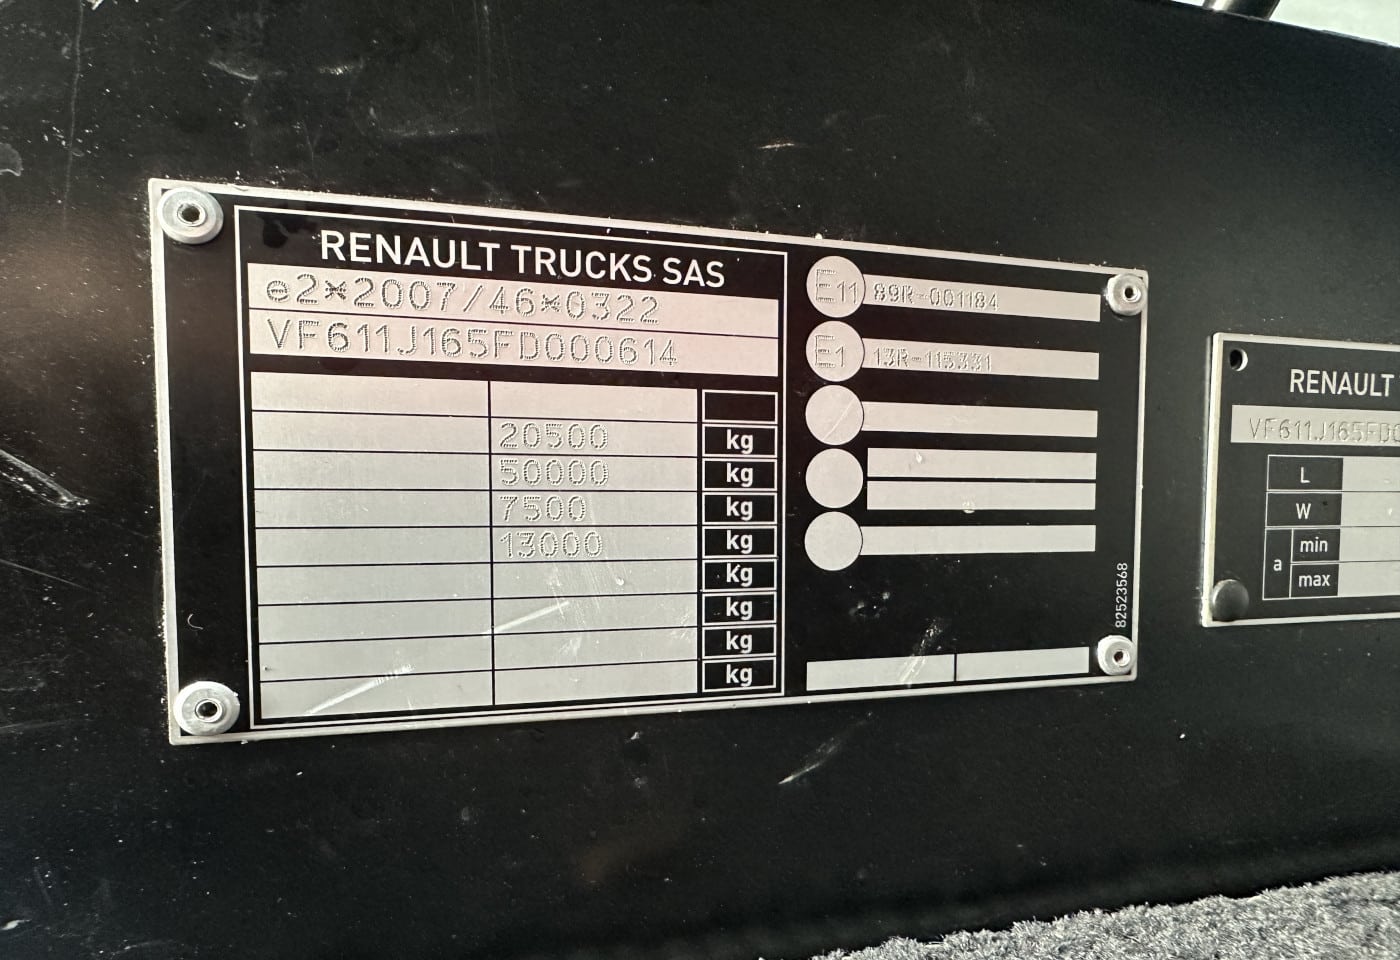 RENAULT TRUCKS SAS
e2*2007/46*0322
VF611J165FD000614
20500 kg
50000 kg
7500 kg
13000 kg
kg
kg
kg
kg
E11 89R-001184
E1 13R-115331
82523568
RENAULT
VF611J165FD0
L
W
a
min
max